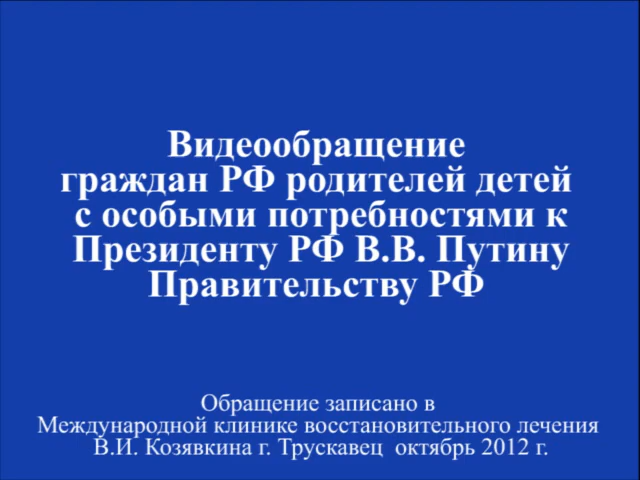 Видеообращение
граждан РФ родителей детей
с особыми потребностями к
Президенту РФ В.В. Путину
Правительству РФ
Обращение записано в
Международной клинике восстановительного лечения
В.И. Козявкина г. Трускавец октябрь 2012 г.